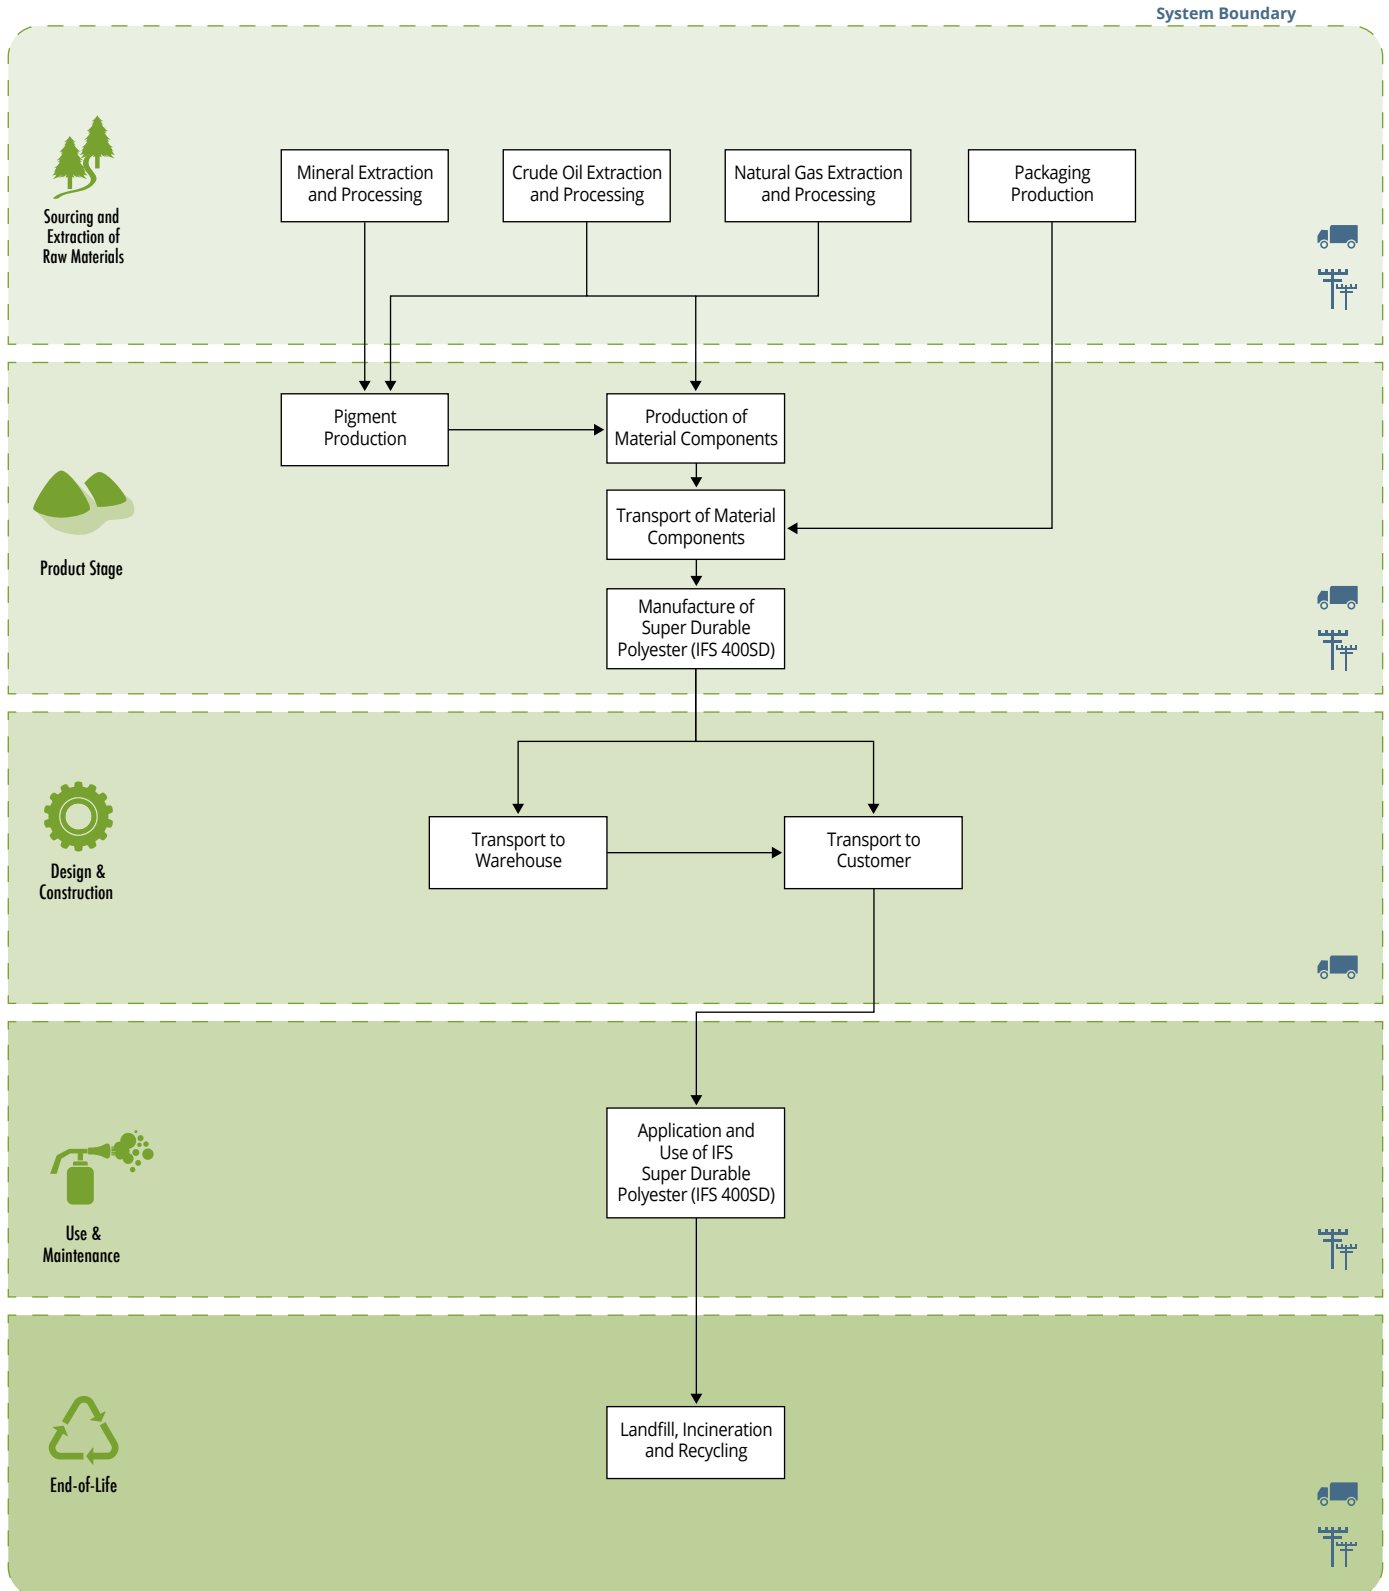 System Boundary
Mineral Extraction
and Processing
Crude Oil Extraction
and Processing
Natural Gas Extraction
and Processing
Packaging
Production
Sourcing and
Extraction of
Raw Materials
Pigment
Production
Production of
Material Components
Transport of Material
Components
Product Stage
Manufacture of
Super Durable
Polyester (IFS 400SD)
Transport to
Warehouse
Transport to
Customer
Design &
Construction
Application and
Use of IFS
Super Durable
Polyester (IFS 400SD)
Use &
Maintenance
Landfill, Incineration
and Recycling
End-of-Life